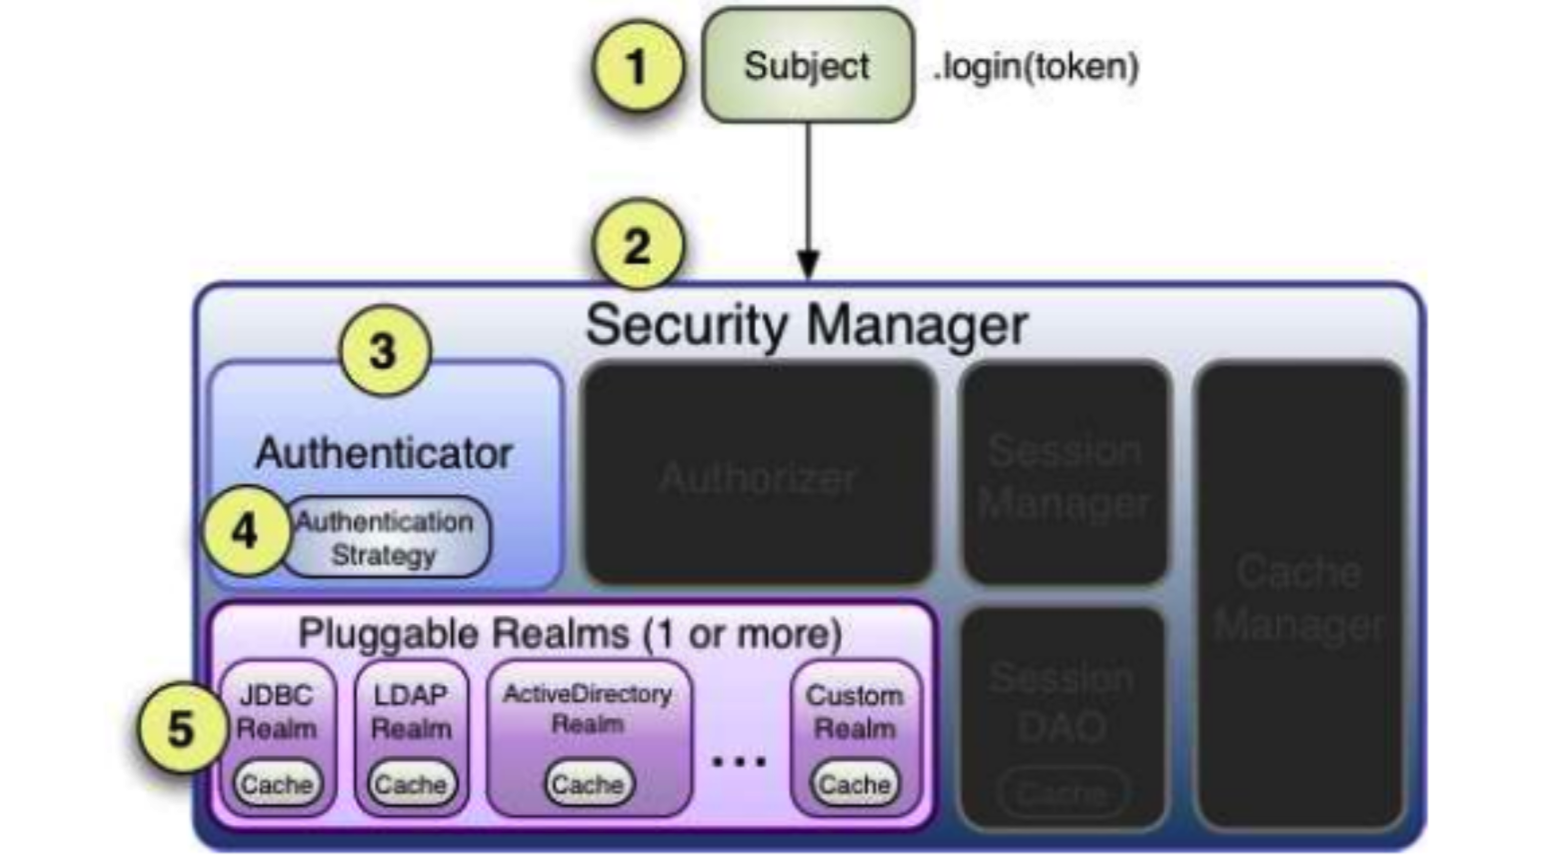 1
Subject
.login(token)
2
Security Manager
3
Authenticator
4
Authentication
Strategy
Authorizer
Session
Manager
Cache
Manager
Pluggable Realms (1 or more)
5
JDBC
Realm
Cache
LDAP
Realm
Cache
ActiveDirectory
Realm
Cache
...
Custom
Realm
Cache
Session
DAO
Cache